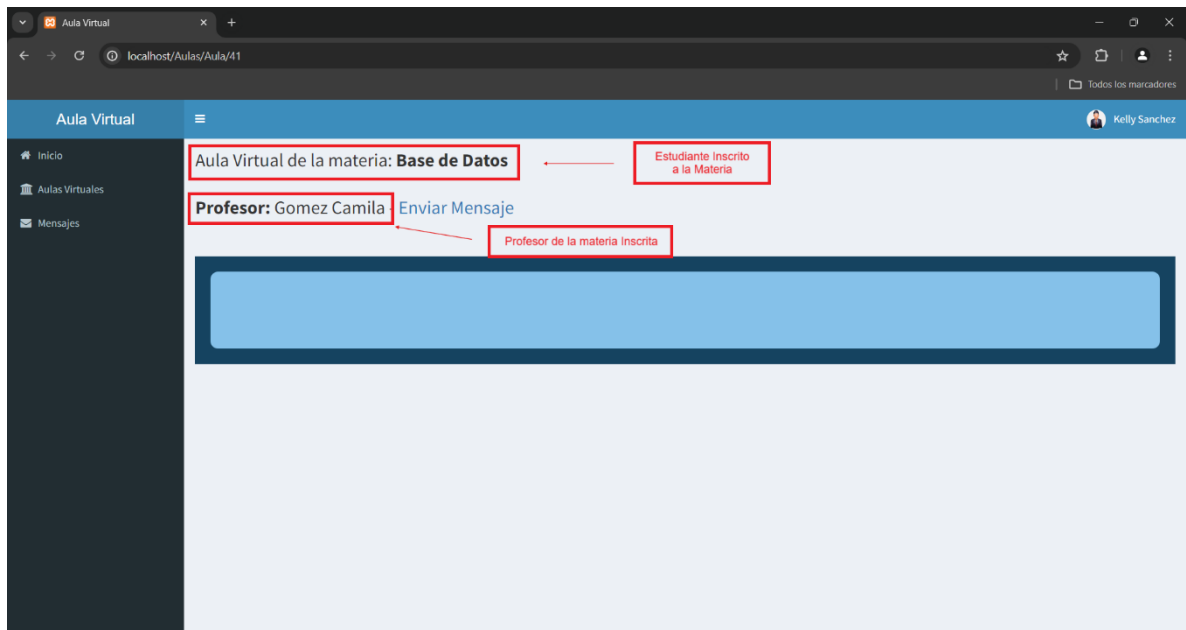 Aula Virtual
localhost/Aulas/Aula/41
Todos los marcadores
Aula Virtual
Kelly Sanchez
Inicio
Aulas Virtuales
Mensajes
Aula Virtual de la materia: Base de Datos
Estudiante Inscrito
a la Materia
Profesor: Gomez Camila - Enviar Mensaje
Profesor de la materia Inscrita